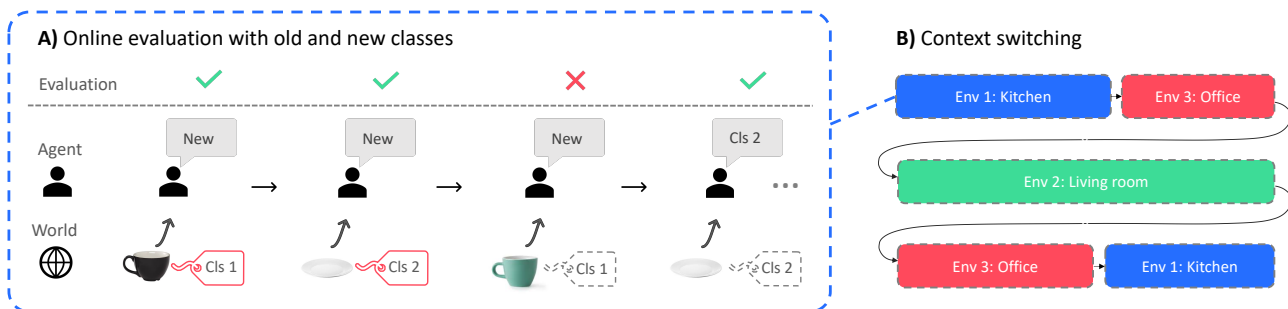 A) Online evaluation with old and new classes
Evaluation
Agent
New
New
New
Cls 2
World
Cls 1
Cls 2
Cls 1
Cls 2
B) Context switching
Env 1: Kitchen
Env 3: Office
Env 2: Living room
Env 3: Office
Env 1: Kitchen